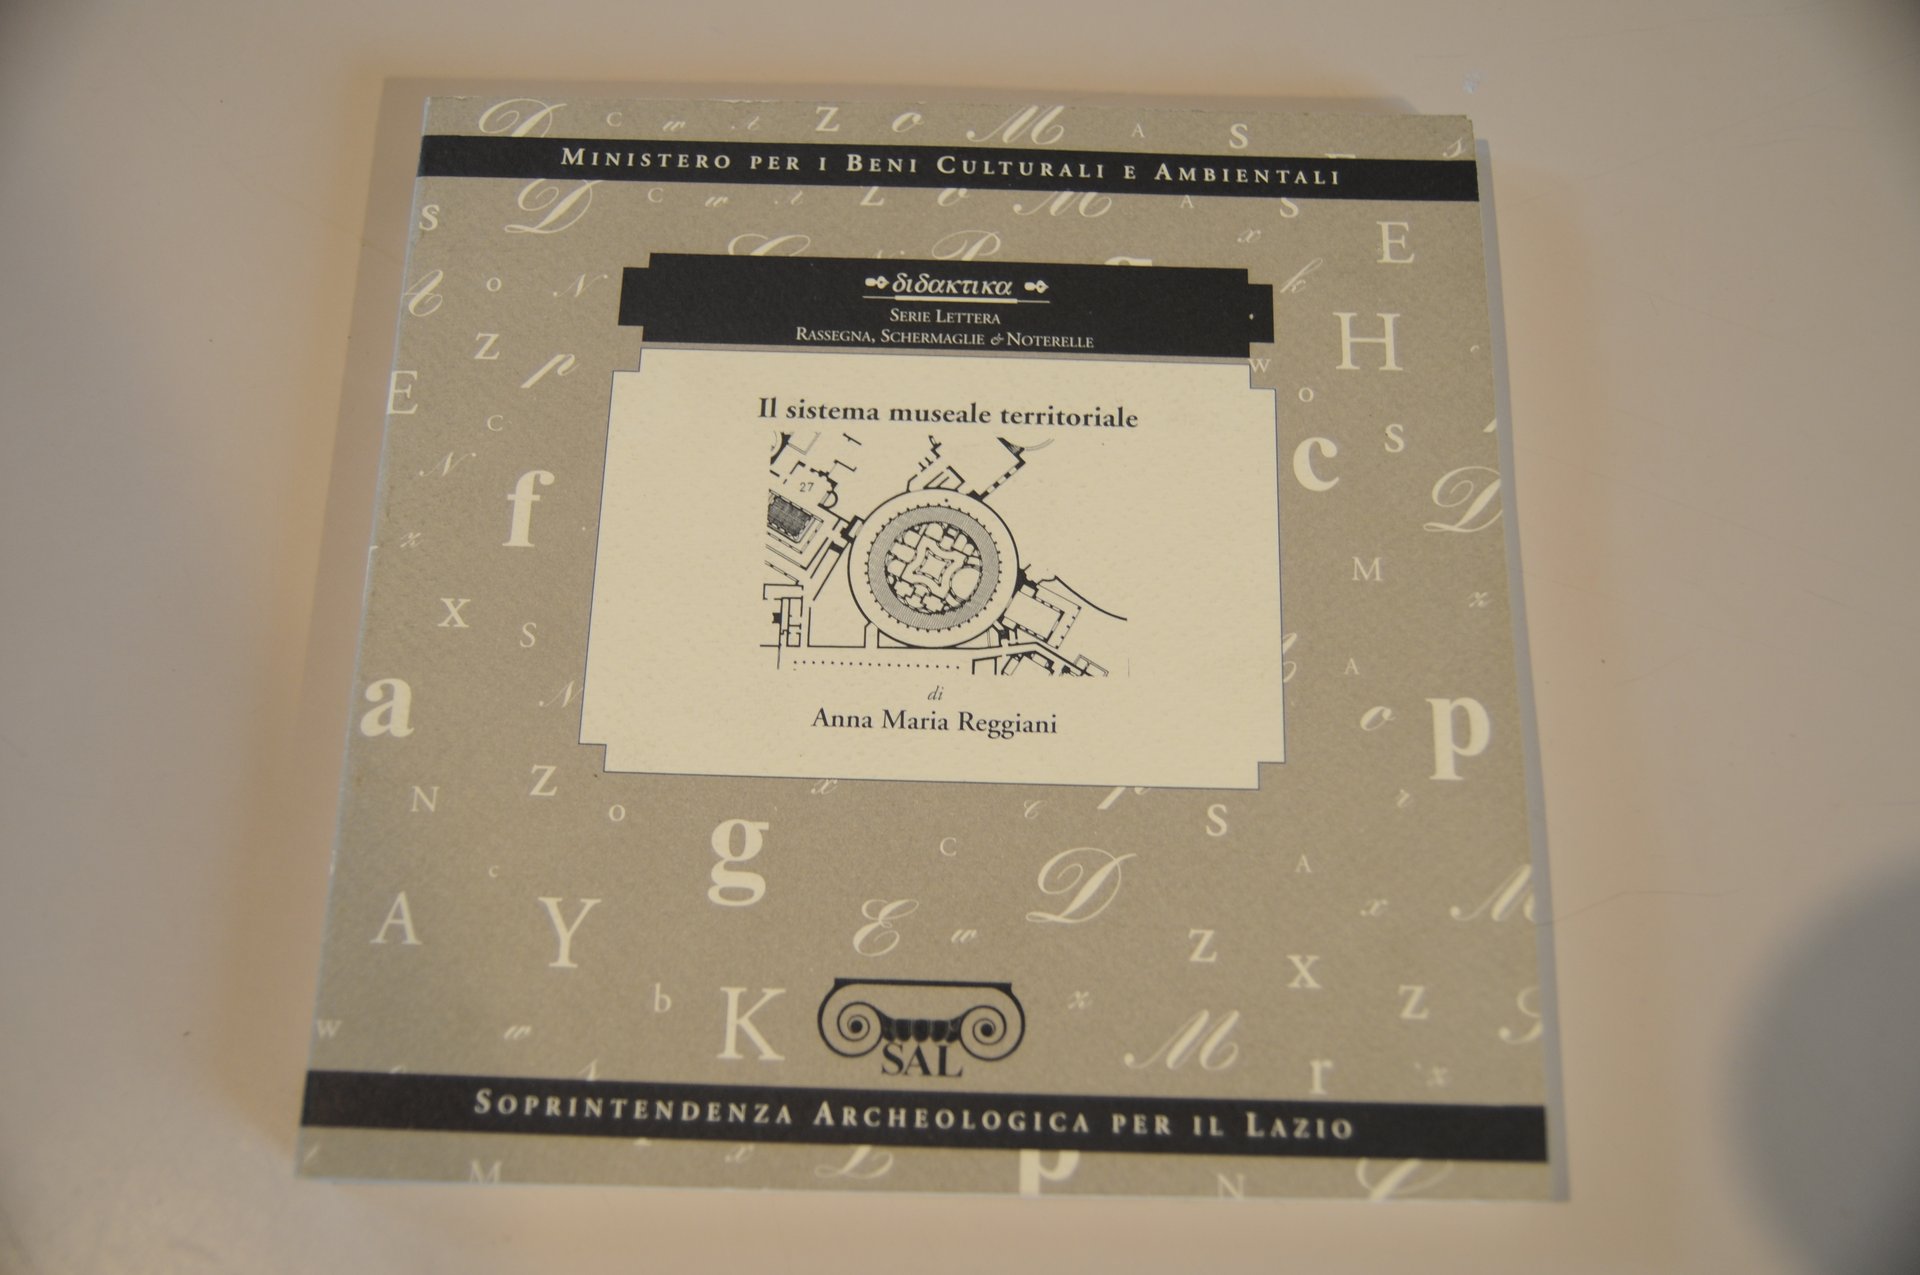 MINISTERO PER I BENI CULTURALI E AMBIENTALI
διδακτικα
SERIE LETTERA
RASSEGNA, SCHERMAGLIE & NOTERELLE
Il sistema museale territoriale
27
di
Anna Maria Reggiani
SAL
SOPRINTENDENZA ARCHEOLOGICA PER IL LAZIO